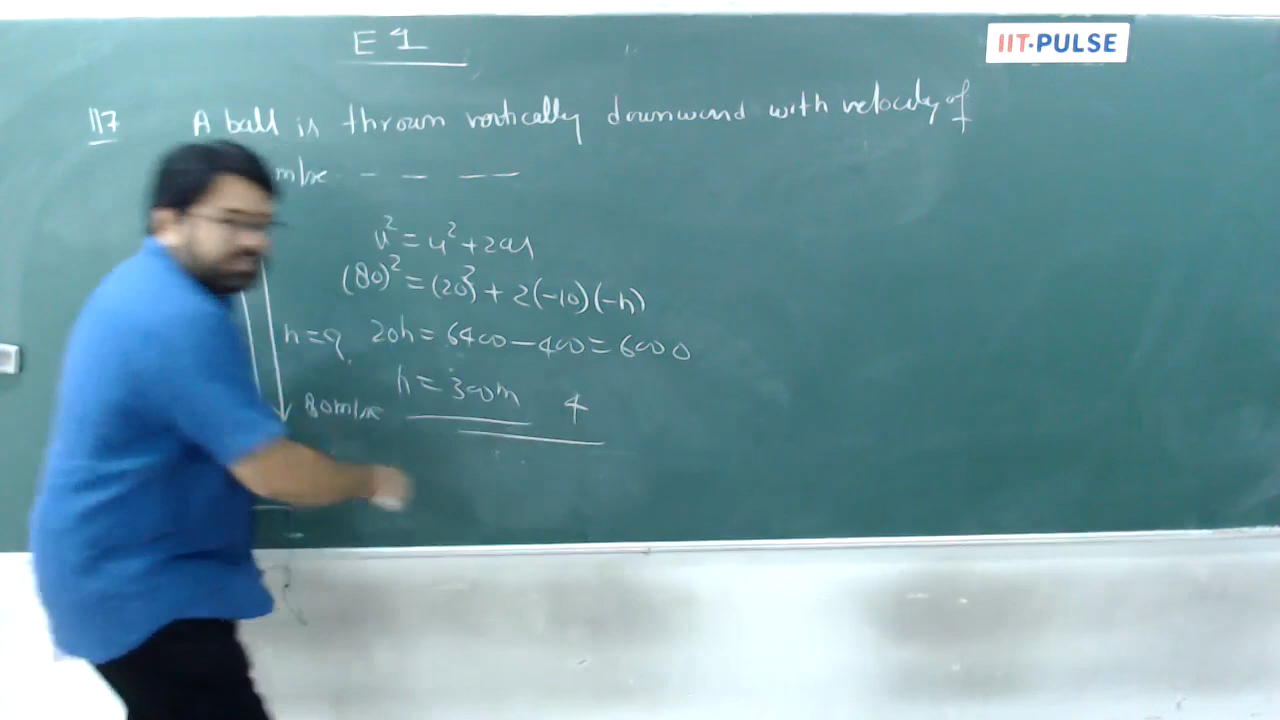 E 1
IIT·PULSE
117 A ball is thrown vertically downward with velocity of
m/sec - - —
v² = u² + 2as
(80)² = (20)² + 2(-10)(-h)
h = ? 20h = 6400 - 400 = 6000
h = 300m 4
80m/sec